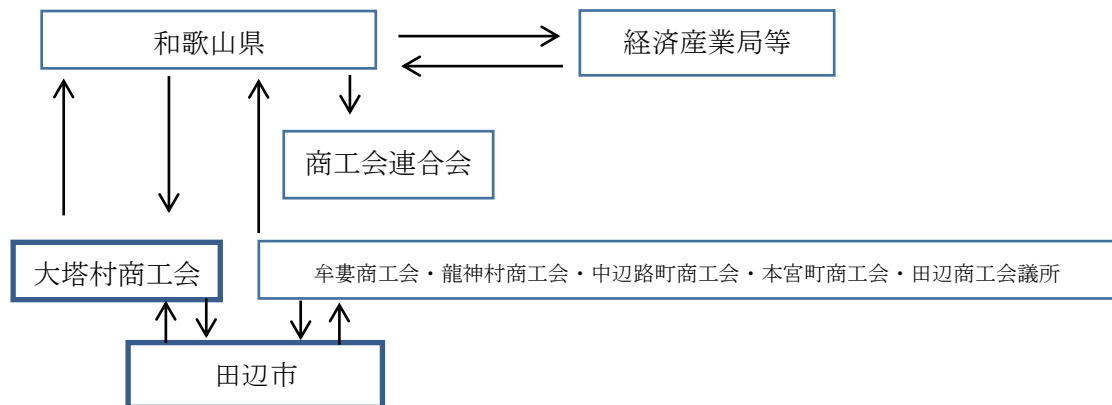 和歌山県
経済産業局等
商工会連合会
大塔村商工会
牟婁商工会・龍神村商工会・中辺路町商工会・本宮町商工会・田辺商工会議所
田辺市